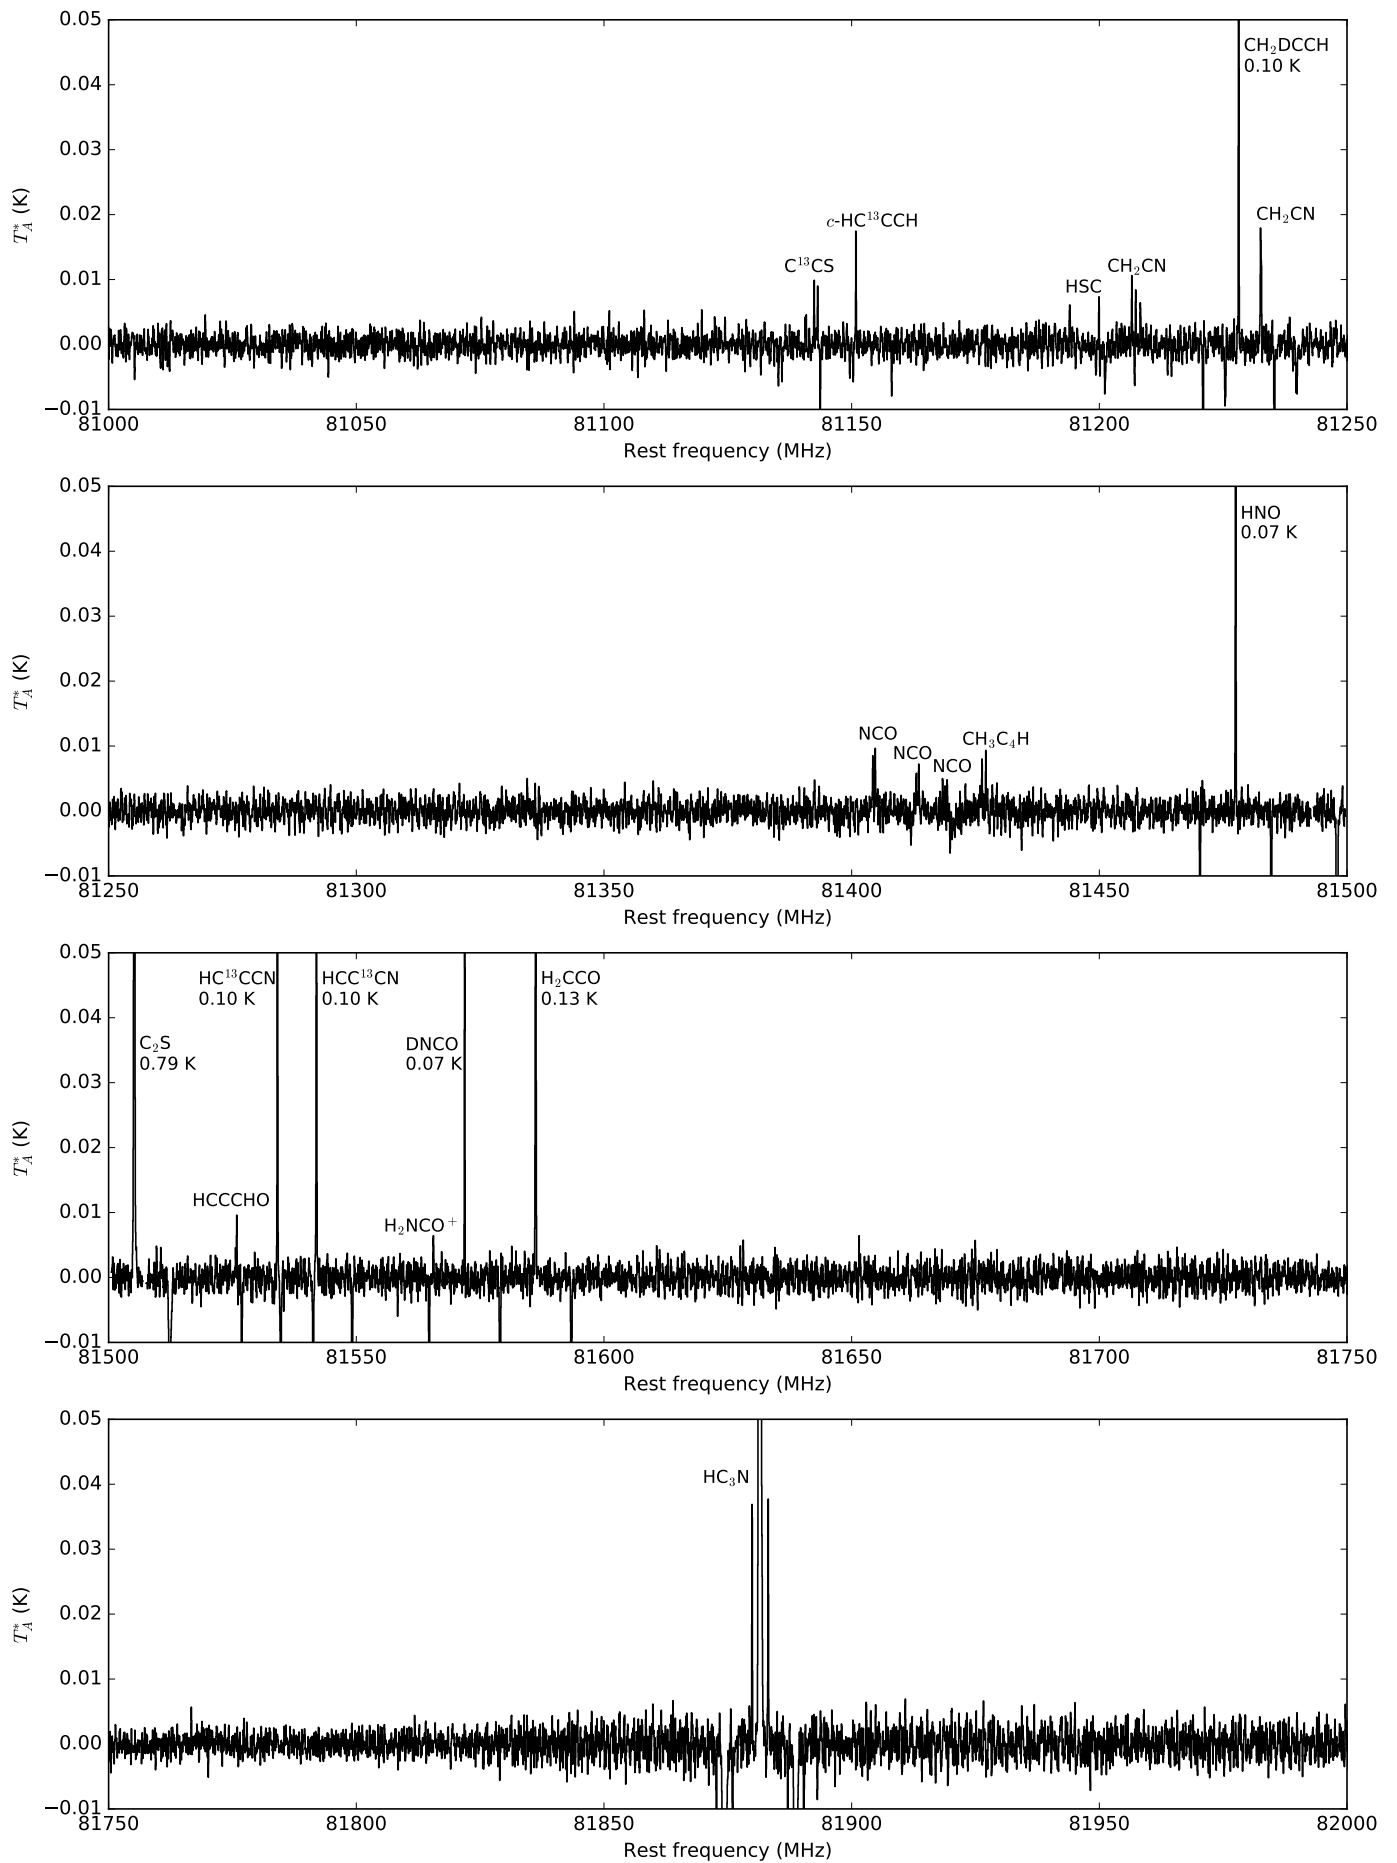 0.05
0.04
0.03
0.02
0.01
0.00
−0.01
T*A (K)
CH2DCCH
0.10 K
CH2CN
c-HC13CCH
C13CS
HSC
CH2CN
81000 81050 81100 81150 81200 81250
Rest frequency (MHz)
0.05
0.04
0.03
0.02
0.01
0.00
−0.01
T*A (K)
HNO
0.07 K
NCO
NCO
NCO
CH3C4H
81250 81300 81350 81400 81450 81500
Rest frequency (MHz)
0.05
0.04
0.03
0.02
0.01
0.00
−0.01
T*A (K)
C2S
0.79 K
HC13CCN
0.10 K
HCC13CN
0.10 K
DNCO
0.07 K
H2CCO
0.13 K
HCCCHO
H2NCO+
81500 81550 81600 81650 81700 81750
Rest frequency (MHz)
0.05
0.04
0.03
0.02
0.01
0.00
−0.01
T*A (K)
HC3N
81750 81800 81850 81900 81950 82000
Rest frequency (MHz)